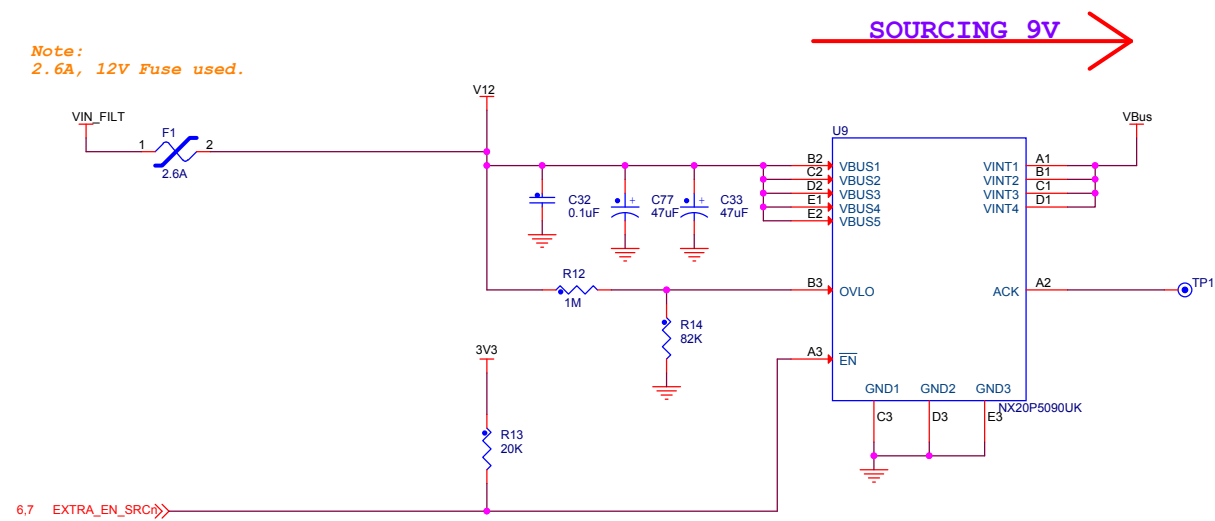 SOURCING 9V
Note:
2.6A, 12V Fuse used.
V12
VIN_FILT
F1
1
2
2.6A
VBus
U9
B2
C2
D2
E1
E2
VBUS1
VBUS2
VBUS3
VBUS4
VBUS5
VINT1
VINT2
VINT3
VINT4
A1
B1
C1
D1
C32
0.1uF
+
C77
47uF
+
C33
47uF
R12
1M
B3
OVLO
ACK
A2
TP1
R14
82K
3V3
A3
EN
GND1
GND2
GND3
NX20P5090UK
C3
D3
E3
R13
20K
6,7
EXTRA_EN_SRCn